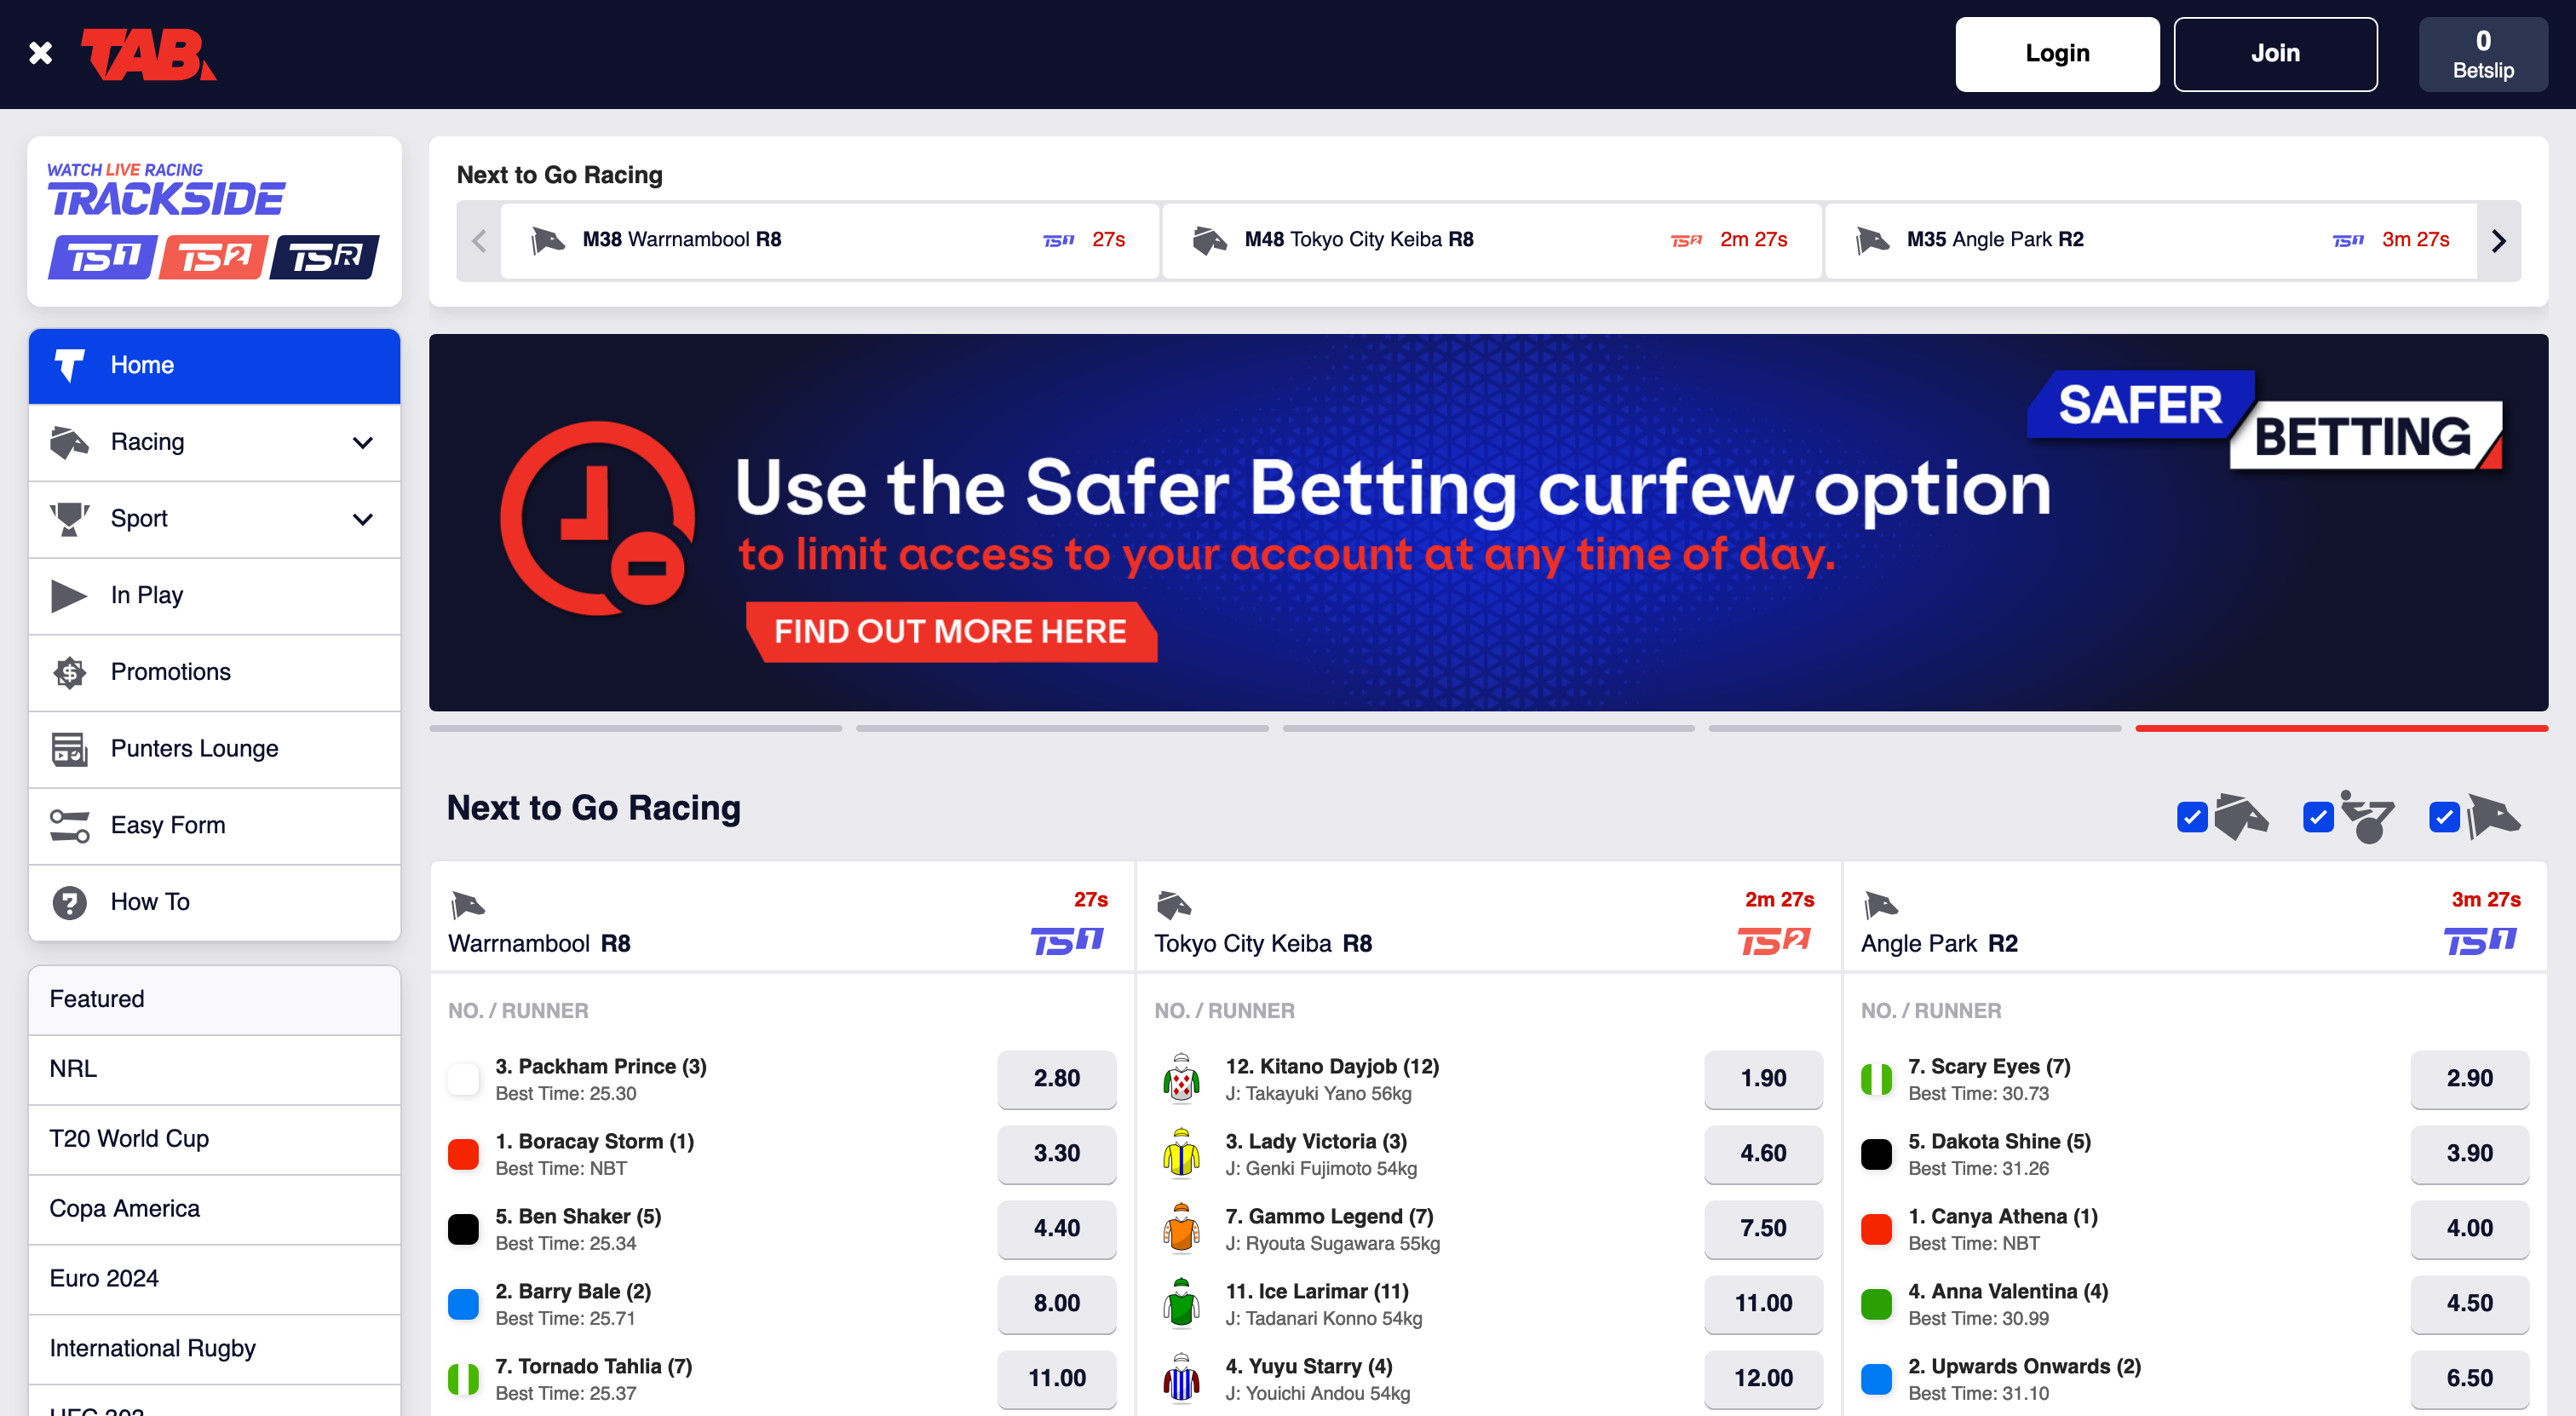 TAB
Login
Join
0
Betslip
WATCH LIVE RACING
TRACKSIDE
TS1 TS2 TSR
Home
Racing
Sport
In Play
Promotions
Punters Lounge
Easy Form
How To
Featured
NRL
T20 World Cup
Copa America
Euro 2024
International Rugby
Next to Go Racing
M38 Warrnambool R8 TS1 27s
M48 Tokyo City Keiba R8 TS2 2m 27s
M35 Angle Park R2 TS1 3m 27s
SAFER
BETTING
Use the Safer Betting curfew option
to limit access to your account at any time of day.
FIND OUT MORE HERE
Next to Go Racing
27s
Warrnambool R8 TS1
NO. / RUNNER
3. Packham Prince (3)
Best Time: 25.30
2.80
1. Boracay Storm (1)
Best Time: NBT
3.30
5. Ben Shaker (5)
Best Time: 25.34
4.40
2. Barry Bale (2)
Best Time: 25.71
8.00
7. Tornado Tahlia (7)
Best Time: 25.37
11.00
2m 27s
Tokyo City Keiba R8 TS2
NO. / RUNNER
12. Kitano Dayjob (12)
J: Takayuki Yano 56kg
1.90
3. Lady Victoria (3)
J: Genki Fujimoto 54kg
4.60
7. Gammo Legend (7)
J: Ryouta Sugawara 55kg
7.50
11. Ice Larimar (11)
J: Tadanari Konno 54kg
11.00
4. Yuyu Starry (4)
J: Youichi Andou 54kg
12.00
3m 27s
Angle Park R2 TS1
NO. / RUNNER
7. Scary Eyes (7)
Best Time: 30.73
2.90
5. Dakota Shine (5)
Best Time: 31.26
3.90
1. Canya Athena (1)
Best Time: NBT
4.00
4. Anna Valentina (4)
Best Time: 30.99
4.50
2. Upwards Onwards (2)
Best Time: 31.10
6.50